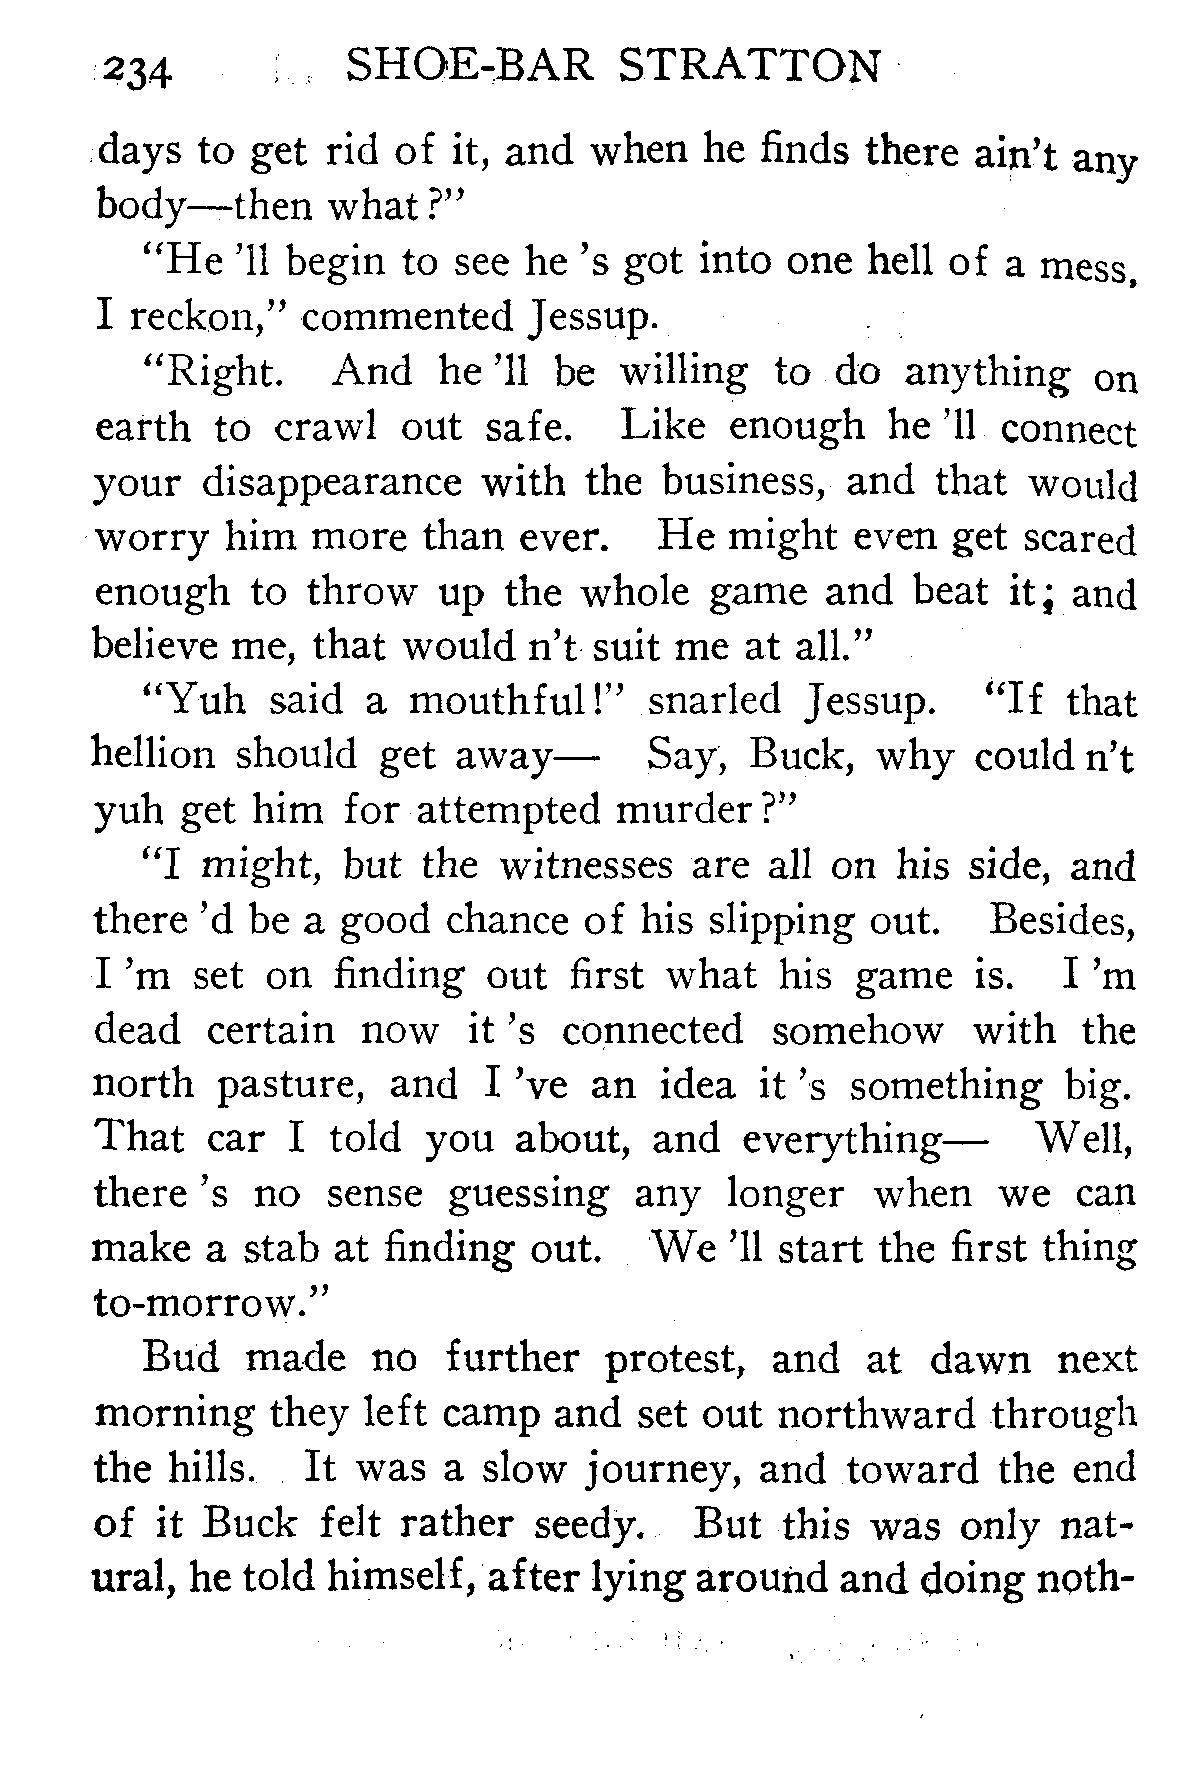 234 SHOE-BAR STRATTON
days to get rid of it, and when he finds there ain't any
body—then what?"
"He 'll begin to see he 's got into one hell of a mess,
I reckon," commented Jessup.
"Right. And he 'll be willing to do anything on
earth to crawl out safe. Like enough he 'll connect
your disappearance with the business, and that would
worry him more than ever. He might even get scared
enough to throw up the whole game and beat it; and
believe me, that would n't suit me at all."
"Yuh said a mouthful!" snarled Jessup. "If that
hellion should get away— Say, Buck, why could n't
yuh get him for attempted murder?"
"I might, but the witnesses are all on his side, and
there 'd be a good chance of his slipping out. Besides,
I 'm set on finding out first what his game is. I 'm
dead certain now it 's connected somehow with the
north pasture, and I 've an idea it 's something big.
That car I told you about, and everything— Well,
there 's no sense guessing any longer when we can
make a stab at finding out. We 'll start the first thing
to-morrow."
Bud made no further protest, and at dawn next
morning they left camp and set out northward through
the hills. It was a slow journey, and toward the end
of it Buck felt rather seedy. But this was only nat-
ural, he told himself, after lying around and doing noth-